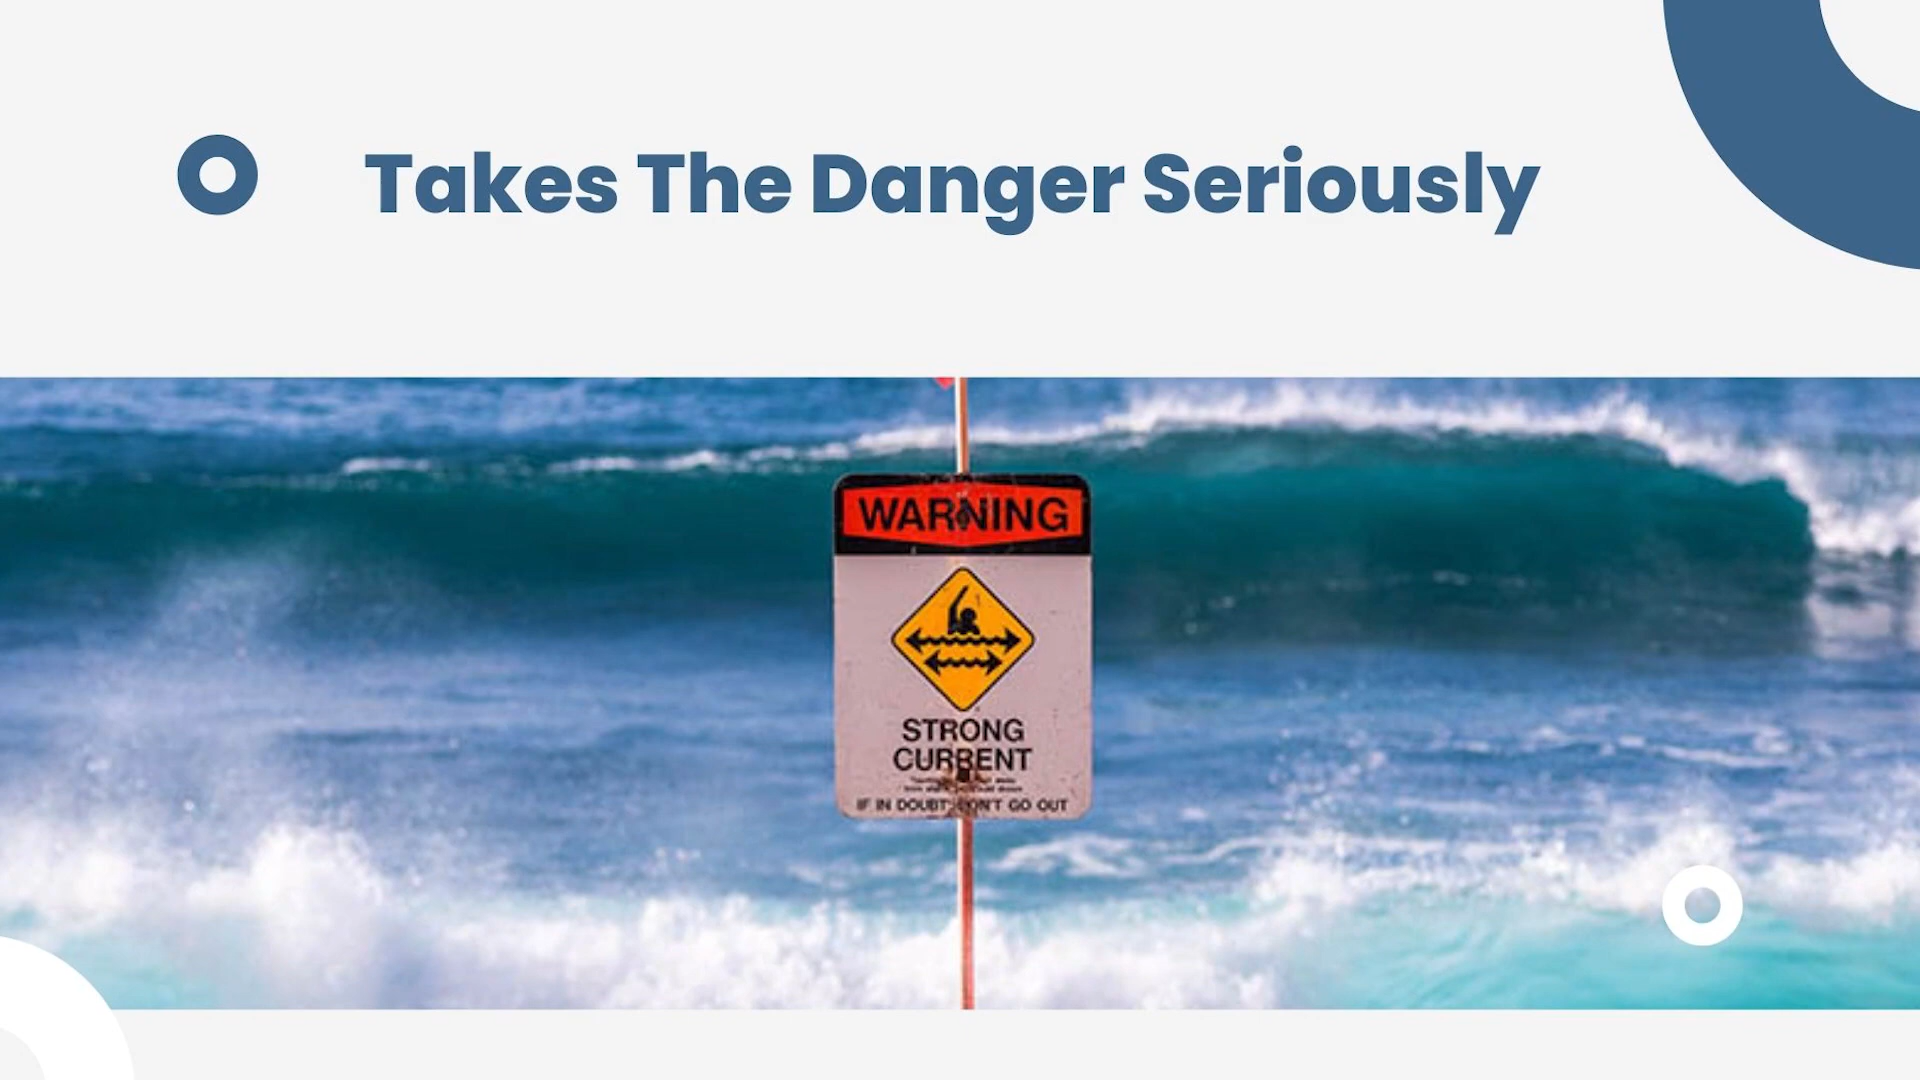 Takes The Danger Seriously
WARNING
STRONG
CURRENT
IF IN DOUBT, DON'T GO OUT